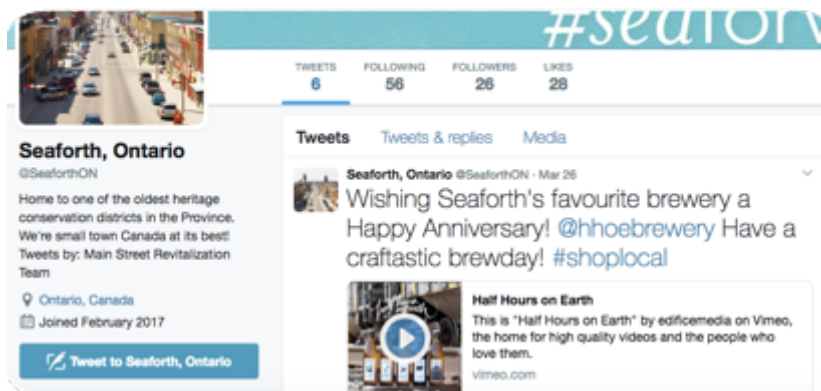 #seaforth
TWEETS FOLLOWING FOLLOWERS LIKES
6 56 26 28
Tweets Tweets & replies Media
Seaforth, Ontario
@SeaforthON
Home to one of the oldest heritage
conservation districts in the Province.
We're small town Canada at its best!
Tweets by: Main Street Revitalization
Team
Ontario, Canada
Joined February 2017
Tweet to Seaforth, Ontario
Seaforth, Ontario @SeaforthON · Mar 26
Wishing Seaforth's favourite brewery a
Happy Anniversary! @hhoebrewery Have a
craftastic brewday! #shoplocal
Half Hours on Earth
This is "Half Hours on Earth" by edificemedia on Vimeo,
the home for high quality videos and the people who
love them.
vimeo.com